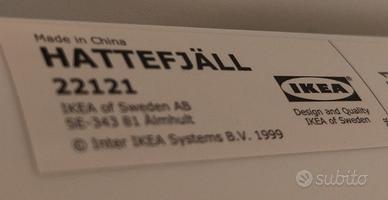 Made in China
HATTEFJÄLL
22121
IKEA of Sweden AB
SE-343 81 Älmhult
© Inter IKEA Systems B.V. 1999
IKEA
Design and Quality
IKEA of Sweden
subito